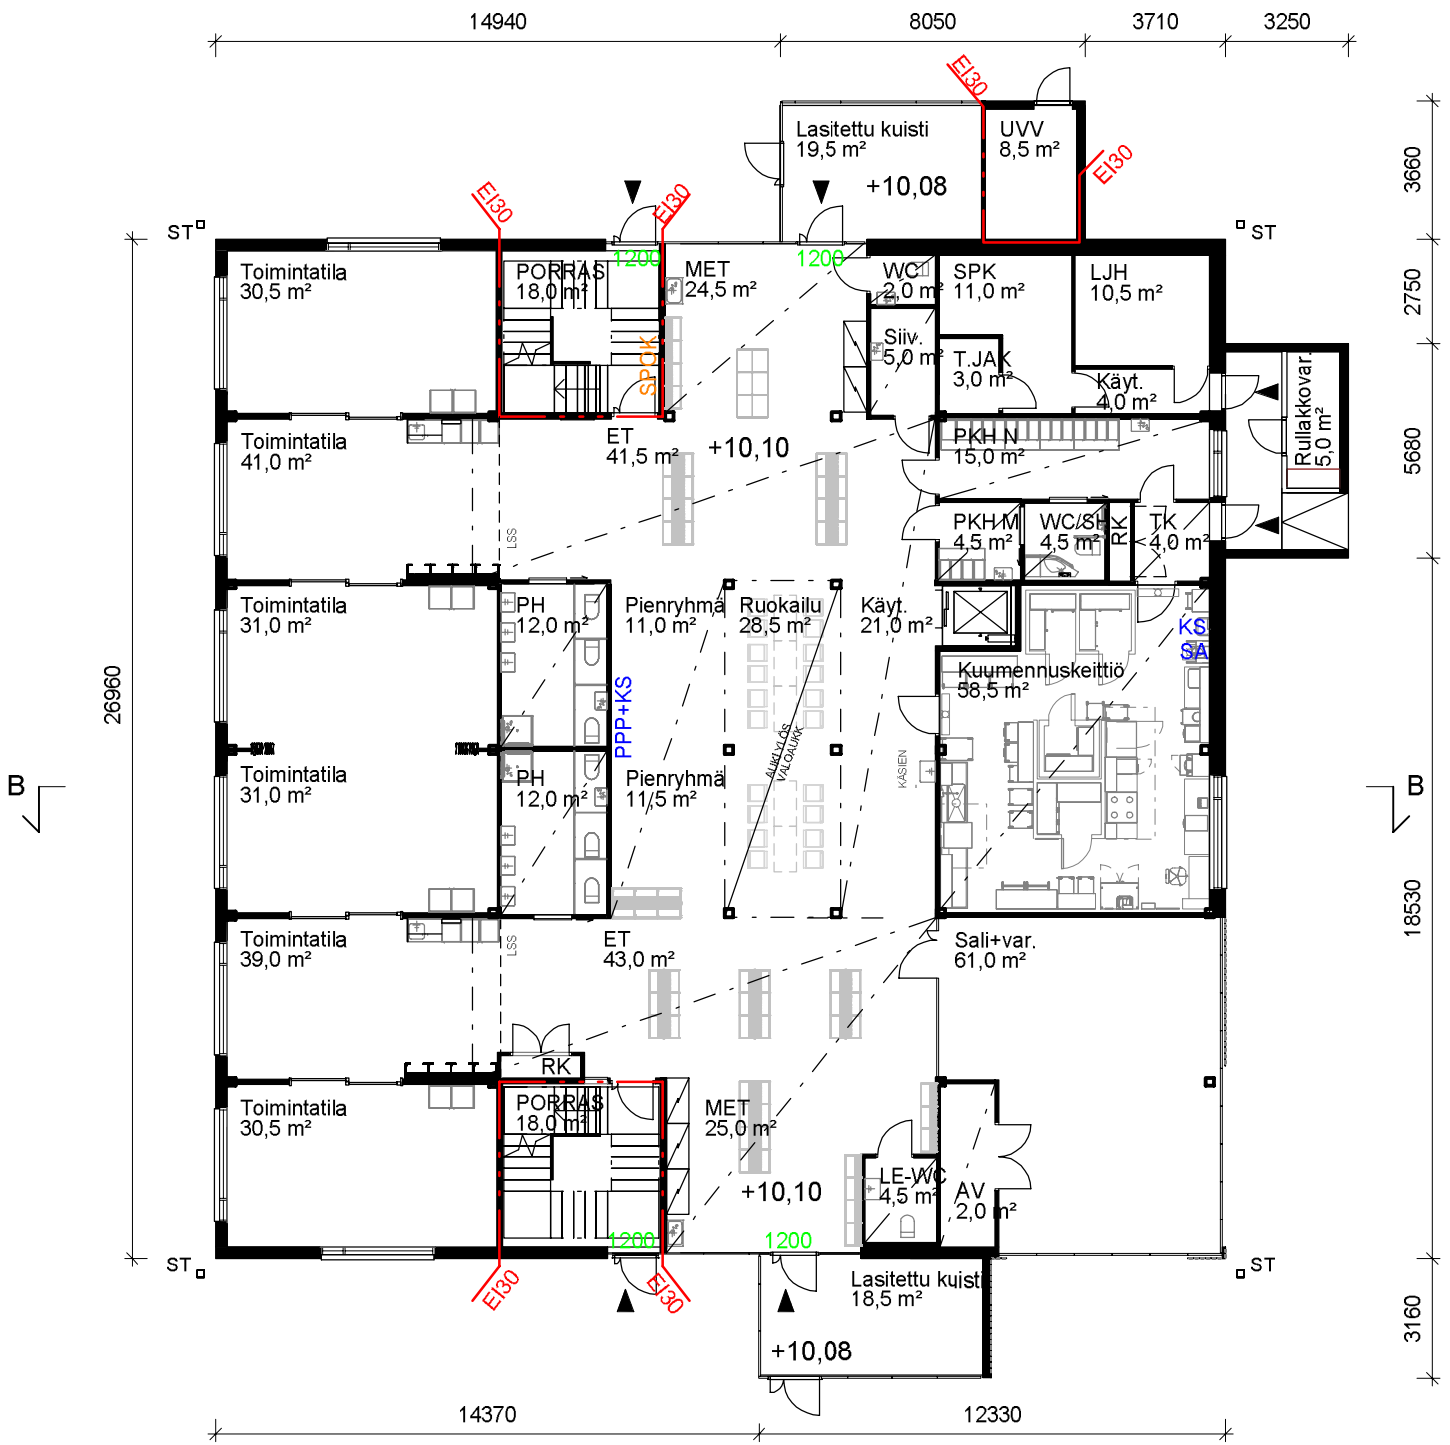 14940
8050
3710
3250
EI30
Lasitettu kuisti
19,5 m²
+10,08
UVV
8,5 m²
EI30
3660
EI30
EI30
ST
ST
1200
1200
Toimintatila
30,5 m²
PORRAS
18,0 m²
SPOK
MET
24,5 m²
WC
2,0 m²
SPK
11,0 m²
LJH
10,5 m²
2750
Siiv.
5,0 m²
T.JAK
3,0 m²
Käyt.
4,0 m²
Rullakkovar.
5,0 m²
Toimintatila
41,0 m²
ET
41,5 m²
+10,10
PKH N
15,0 m²
5680
LSS
PKH M
4,5 m²
WC/SH
4,5 m²
RK
TK
4,0 m²
Toimintatila
31,0 m²
PH
12,0 m²
Pienryhmä
11,0 m²
Ruokailu
28,5 m²
Käyt.
21,0 m²
KS
SA
Kuumennuskeittiö
58,5 m²
26960
PPP+KS
AUKI YLÖS
VALOAUKK
KÄSIEN
B
B
Toimintatila
31,0 m²
PH
12,0 m²
Pienryhmä
11,5 m²
18530
Toimintatila
39,0 m²
LSS
ET
43,0 m²
Sali+var.
61,0 m²
RK
Toimintatila
30,5 m²
PORRAS
18,0 m²
MET
25,0 m²
+10,10
LE-WC
4,5 m²
AV
2,0 m²
1200
1200
ST
ST
EI30
EI30
Lasitettu kuisti
18,5 m²
+10,08
3160
14370
12330